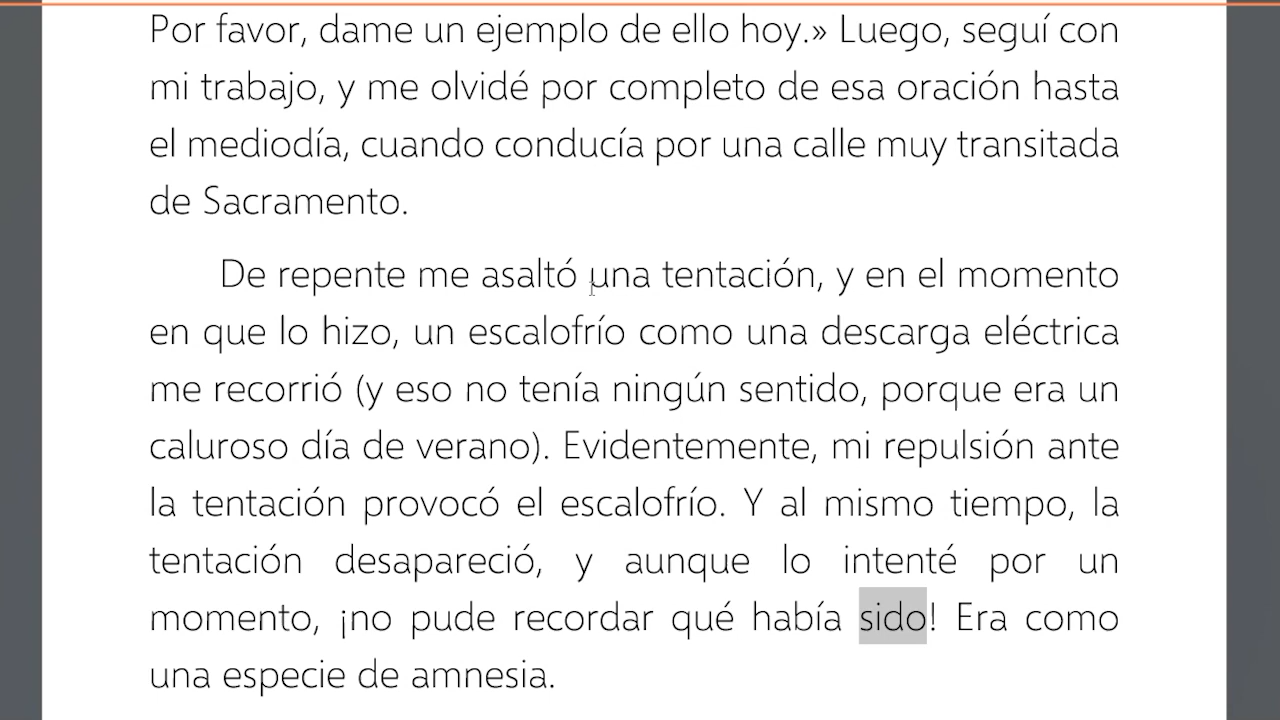 Por favor, dame un ejemplo de ello hoy.» Luego, seguí con
mi trabajo, y me olvidé por completo de esa oración hasta
el mediodía, cuando conducía por una calle muy transitada
de Sacramento.
De repente me asaltó una tentación, y en el momento
en que lo hizo, un escalofrío como una descarga eléctrica
me recorrió (y eso no tenía ningún sentido, porque era un
caluroso día de verano). Evidentemente, mi repulsión ante
la tentación provocó el escalofrío. Y al mismo tiempo, la
tentación desapareció, y aunque lo intenté por un
momento, ¡no pude recordar qué había sido! Era como
una especie de amnesia.